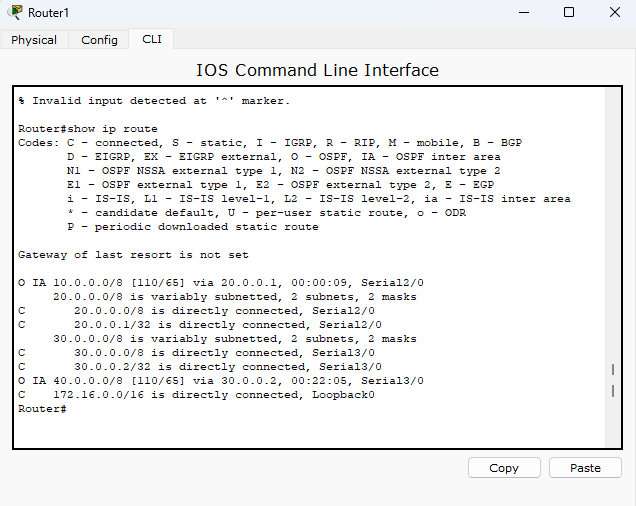 Router1
Physical Config CLI
IOS Command Line Interface
% Invalid input detected at '^' marker.
Router#show ip route
Codes: C - connected, S - static, I - IGRP, R - RIP, M - mobile, B - BGP
D - EIGRP, EX - EIGRP external, O - OSPF, IA - OSPF inter area
N1 - OSPF NSSA external type 1, N2 - OSPF NSSA external type 2
E1 - OSPF external type 1, E2 - OSPF external type 2, E - EGP
i - IS-IS, L1 - IS-IS level-1, L2 - IS-IS level-2, ia - IS-IS inter area
* - candidate default, U - per-user static route, o - ODR
P - periodic downloaded static route
Gateway of last resort is not set
O IA 10.0.0.0/8 [110/65] via 20.0.0.1, 00:00:09, Serial2/0
20.0.0.0/8 is variably subnetted, 2 subnets, 2 masks
C 20.0.0.0/8 is directly connected, Serial2/0
C 20.0.0.1/32 is directly connected, Serial2/0
30.0.0.0/8 is variably subnetted, 2 subnets, 2 masks
C 30.0.0.0/8 is directly connected, Serial3/0
C 30.0.0.2/32 is directly connected, Serial3/0
O IA 40.0.0.0/8 [110/65] via 30.0.0.2, 00:22:05, Serial3/0
C 172.16.0.0/16 is directly connected, Loopback0
Router#
Copy Paste